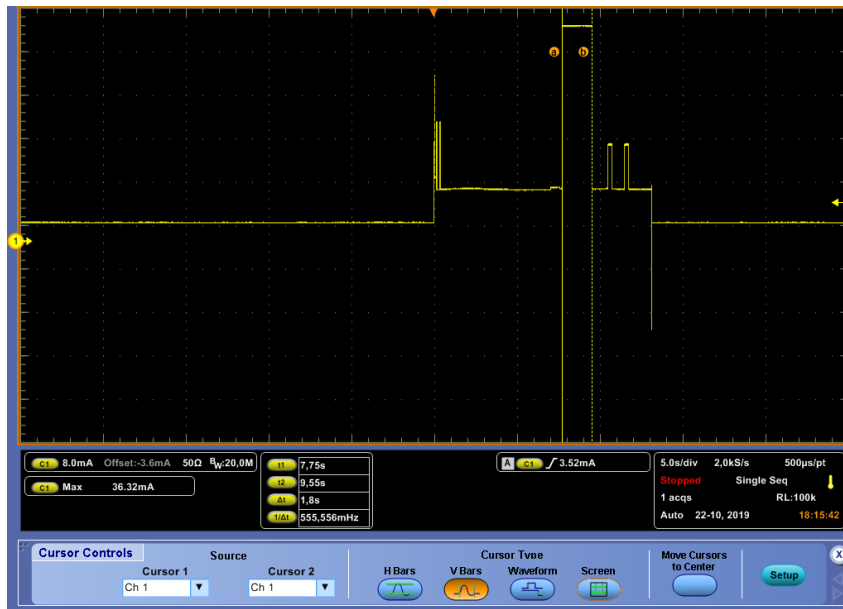 a b
1
C1 8.0mA Offset:-3.6mA 50Ω BW:20,0M
C1 Max 36.32mA
t1 7,75s
t2 9,55s
Δt 1,8s
1/Δt 555,556mHz
A C1 3.52mA
5.0s/div 2,0kS/s 500µs/pt
Stopped Single Seq
1 acqs RL:100k
Auto 22-10, 2019 18:15:42
Cursor Controls
Source
Cursor 1 Cursor 2
Ch 1 Ch 1
Cursor Type
H Bars V Bars Waveform Screen
Move Cursors
to Center
Setup
X